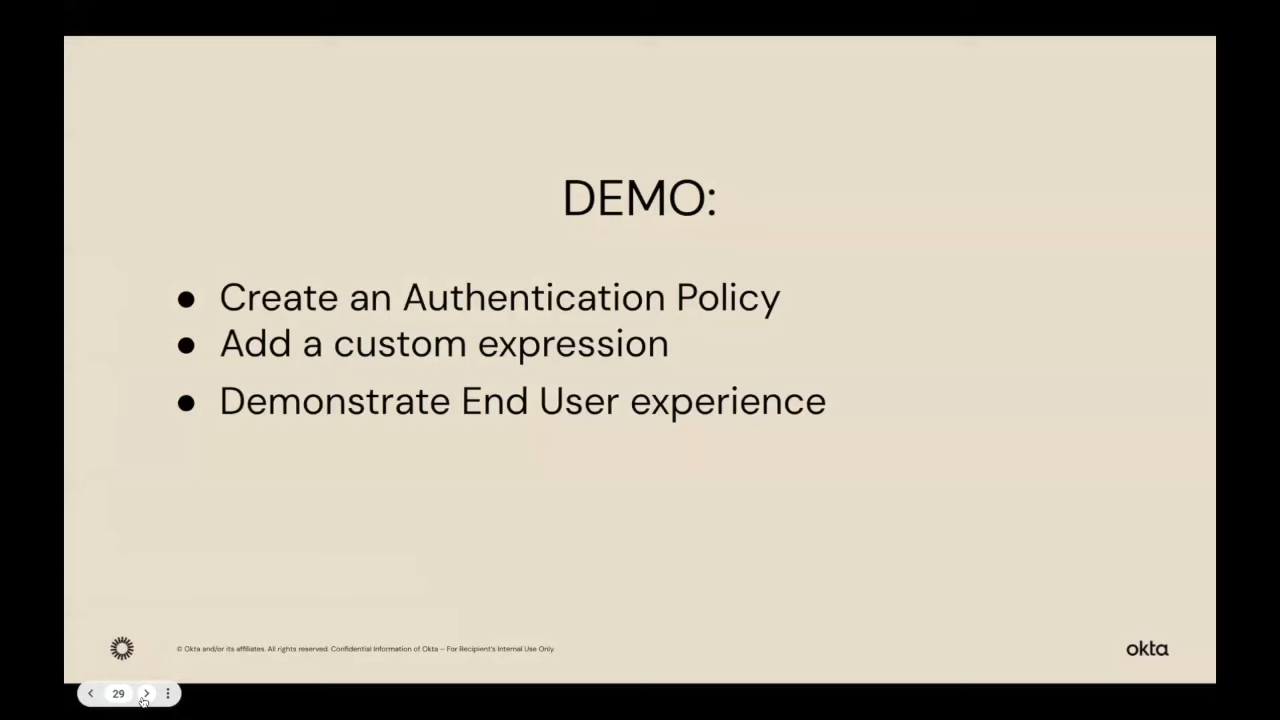 DEMO:
● Create an Authentication Policy
● Add a custom expression
● Demonstrate End User experience
© Okta and/or its affiliates. All rights reserved. Confidential Information of Okta – For Recipient's Internal Use Only.
okta
29